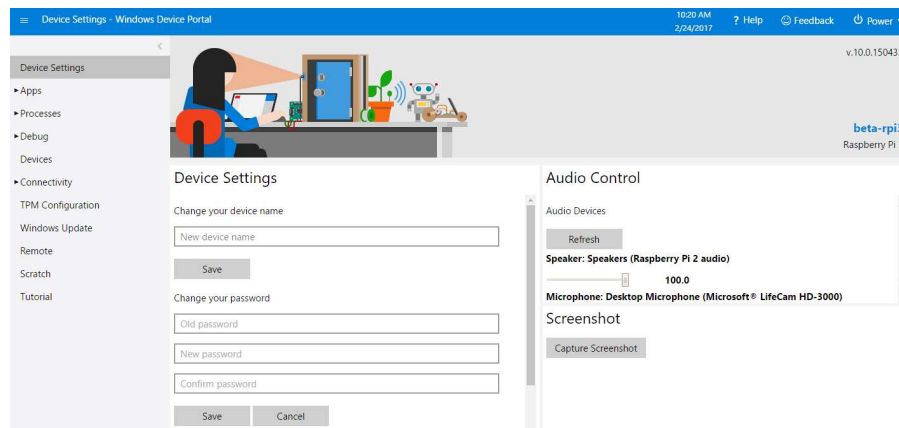 Device Settings - Windows Device Portal
10:20 AM
2/24/2017
? Help
Feedback
Power
Device Settings
Apps
Processes
Debug
Devices
Connectivity
TPM Configuration
Windows Update
Remote
Scratch
Tutorial
v.10.0.15043
beta-rpi3
Raspberry Pi
Device Settings
Change your device name
New device name
Save
Change your password
Old password
New password
Confirm password
Save Cancel
Audio Control
Audio Devices
Refresh
Speaker: Speakers (Raspberry Pi 2 audio)
100.0
Microphone: Desktop Microphone (Microsoft® LifeCam HD-3000)
Screenshot
Capture Screenshot